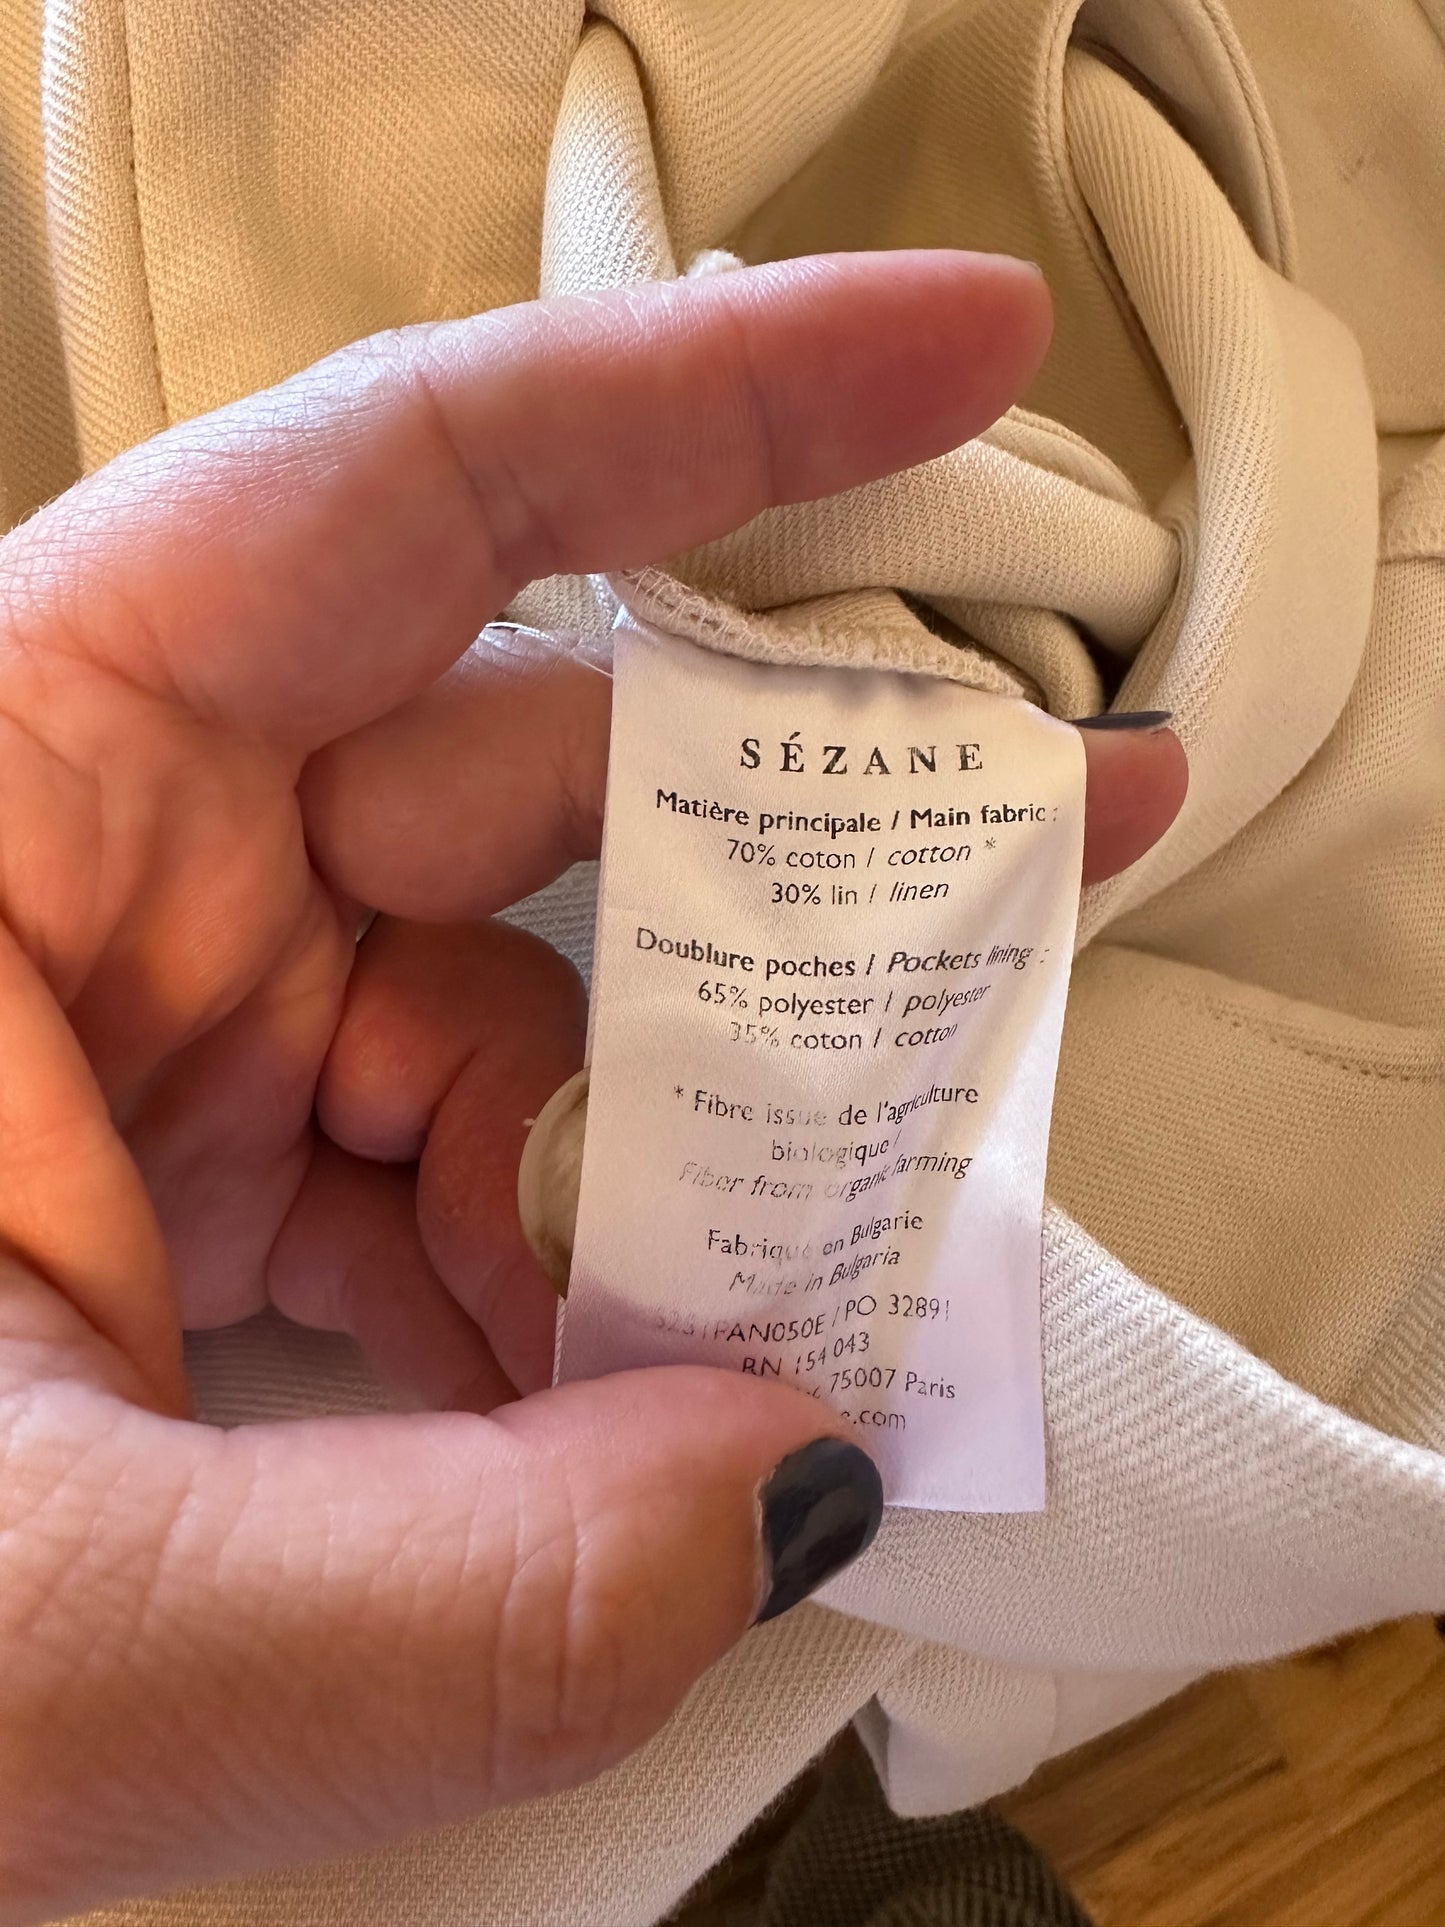 SÉZANE
Matière principale / Main fabric :
70% coton / cotton *
30% lin / linen
Doublure poches / Pockets lining :
65% polyester / polyester
35% coton / cotton
* Fibre issue de l'agriculture
biologique /
Fiber from organic farming
Fabriqué en Bulgarie
Made in Bulgaria
PAN050E / PO 32891
RN 154 043
75007 Paris
e.com